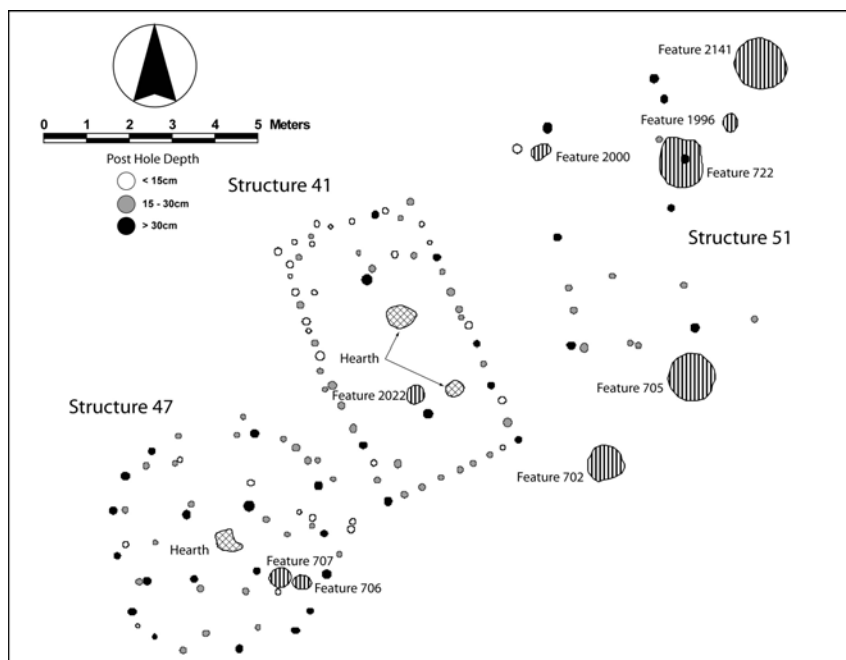 0 1 2 3 4 5 Meters
Post Hole Depth
< 15cm
15 - 30cm
> 30cm
Structure 41
Feature 2141
Feature 1996
Feature 2000
Feature 722
Structure 51
Hearth
Feature 2022
Feature 705
Structure 47
Feature 702
Hearth
Feature 707
Feature 706